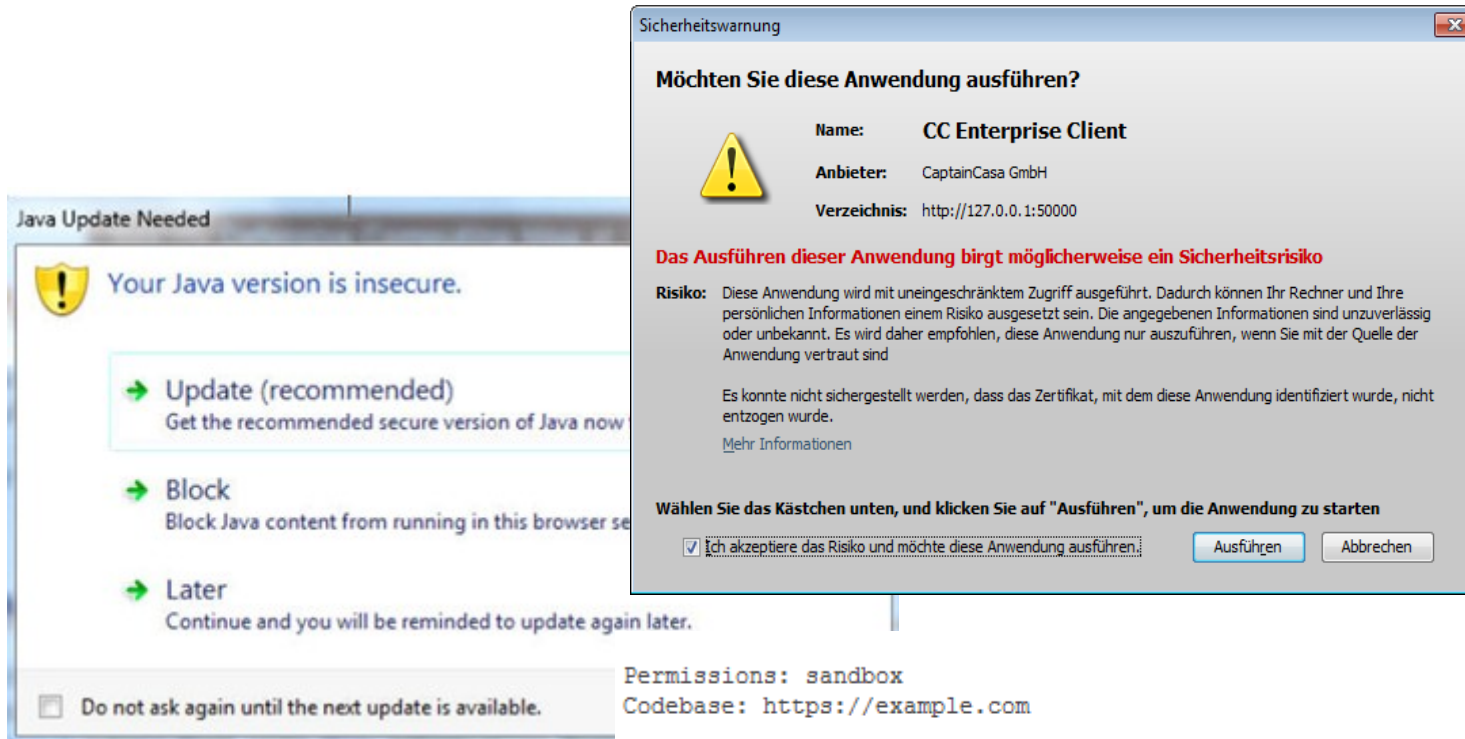 Java Update Needed
Your Java version is insecure.
Update (recommended)
Get the recommended secure version of Java now
Block
Block Java content from running in this browser se
Later
Continue and you will be reminded to update again later.
Do not ask again until the next update is available.
Sicherheitswarnung
Möchten Sie diese Anwendung ausführen?
Name: CC Enterprise Client
Anbieter: CaptainCasa GmbH
Verzeichnis: http://127.0.0.1:50000
Das Ausführen dieser Anwendung birgt möglicherweise ein Sicherheitsrisiko
Risiko: Diese Anwendung wird mit uneingeschränktem Zugriff ausgeführt. Dadurch können Ihr Rechner und Ihre
persönlichen Informationen einem Risiko ausgesetzt sein. Die angegebenen Informationen sind unzuverlässig
oder unbekannt. Es wird daher empfohlen, diese Anwendung nur auszuführen, wenn Sie mit der Quelle der
Anwendung vertraut sind
Es konnte nicht sichergestellt werden, dass das Zertifikat, mit dem diese Anwendung identifiziert wurde, nicht
entzogen wurde.
Mehr Informationen
Wählen Sie das Kästchen unten, und klicken Sie auf "Ausführen", um die Anwendung zu starten
Ich akzeptiere das Risiko und möchte diese Anwendung ausführen.
Ausführen
Abbrechen
Permissions: sandbox
Codebase: https://example.com